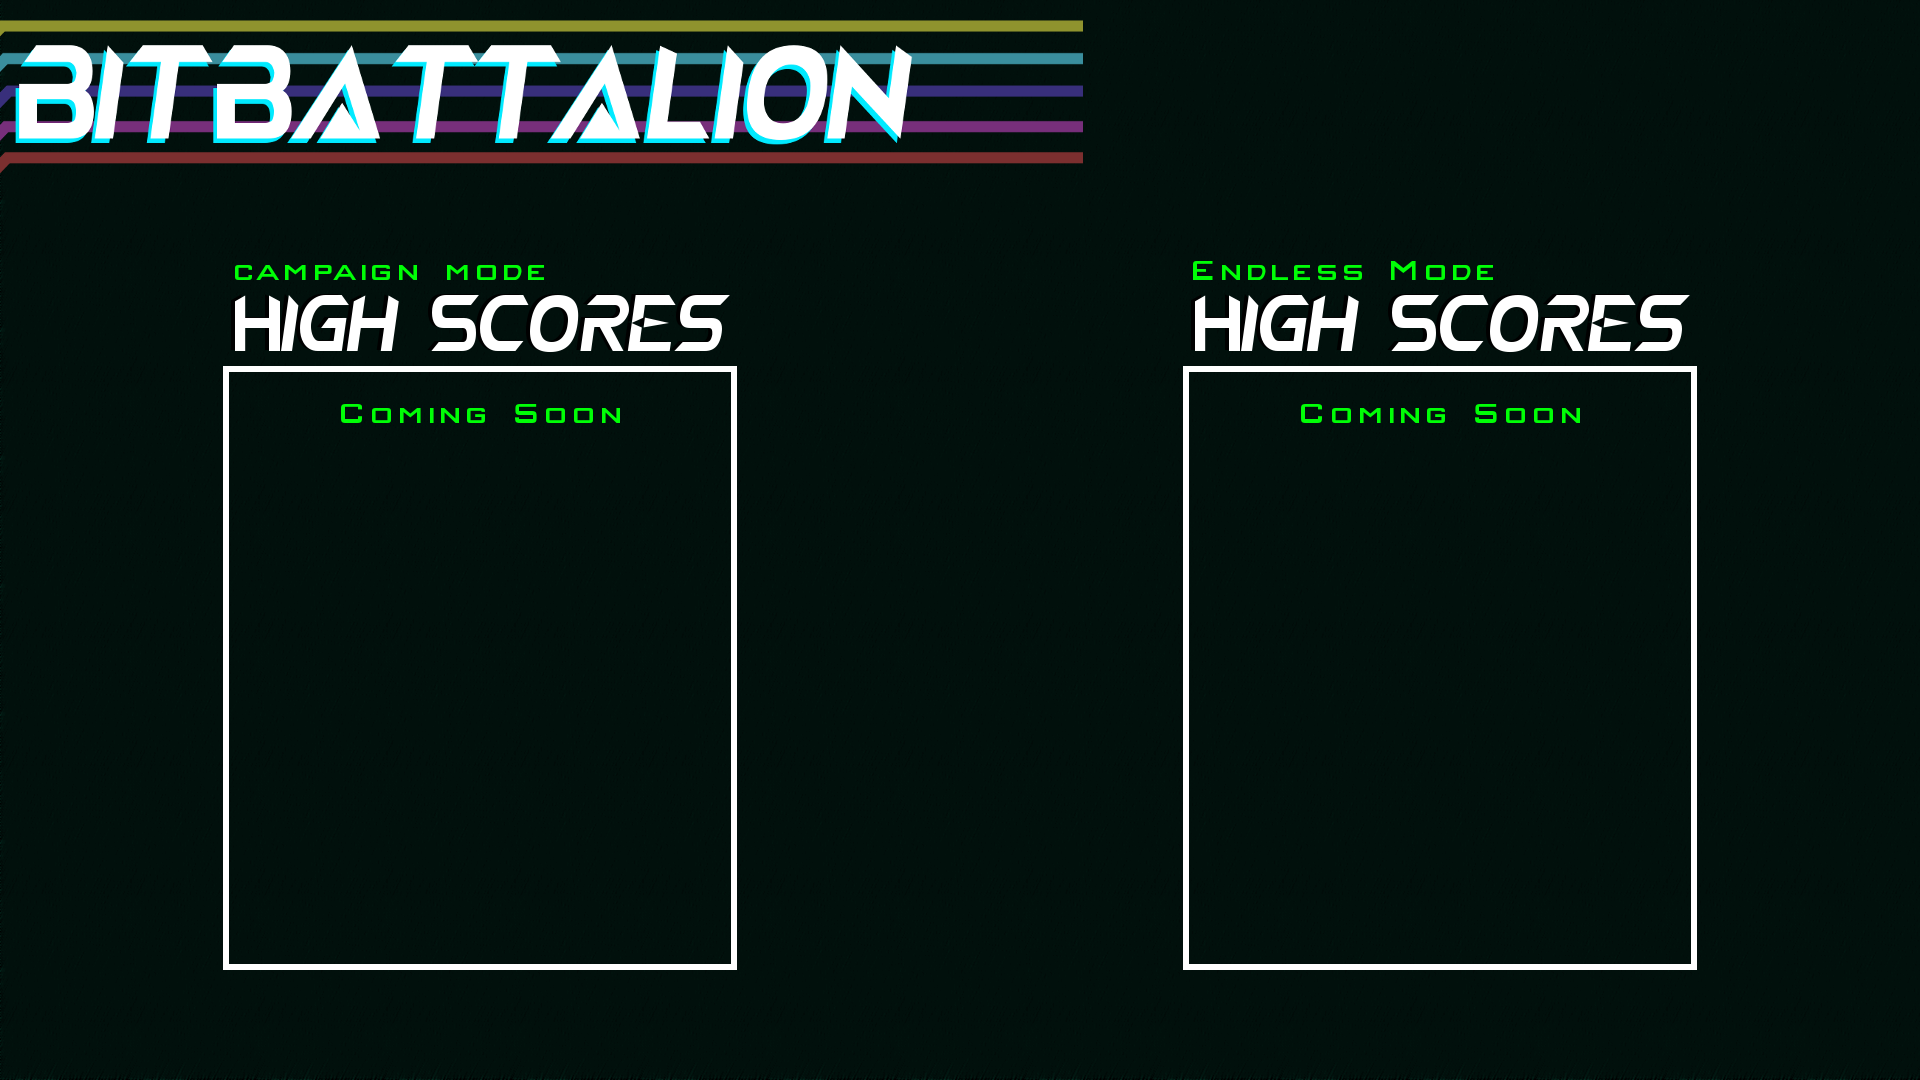 BITBATTALION
CAMPAIGN MODE
HIGH SCORES
Coming Soon
Endless Mode
HIGH SCORES
Coming Soon